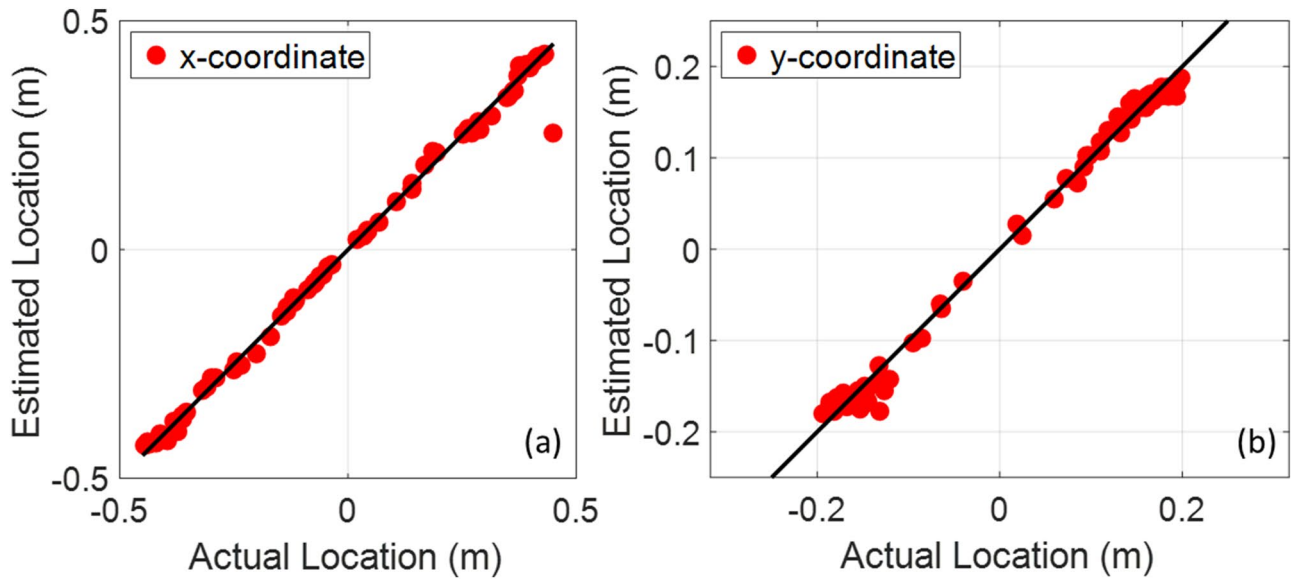 x-coordinate
0.5
0
-0.5
-0.5
0
0.5
Estimated Location (m)
Actual Location (m)
(a)
y-coordinate
0.2
0.1
0
-0.1
-0.2
-0.2
0
0.2
Estimated Location (m)
Actual Location (m)
(b)